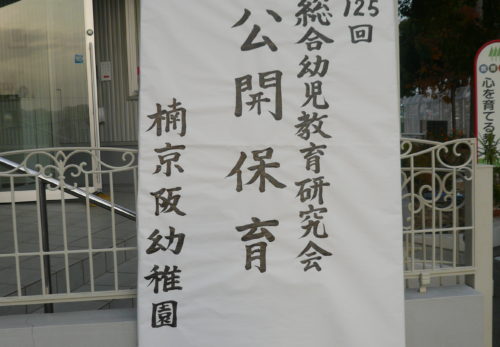 125回
総合幼児教育研究会
公開保育
楠京阪幼稚園
心を育てる